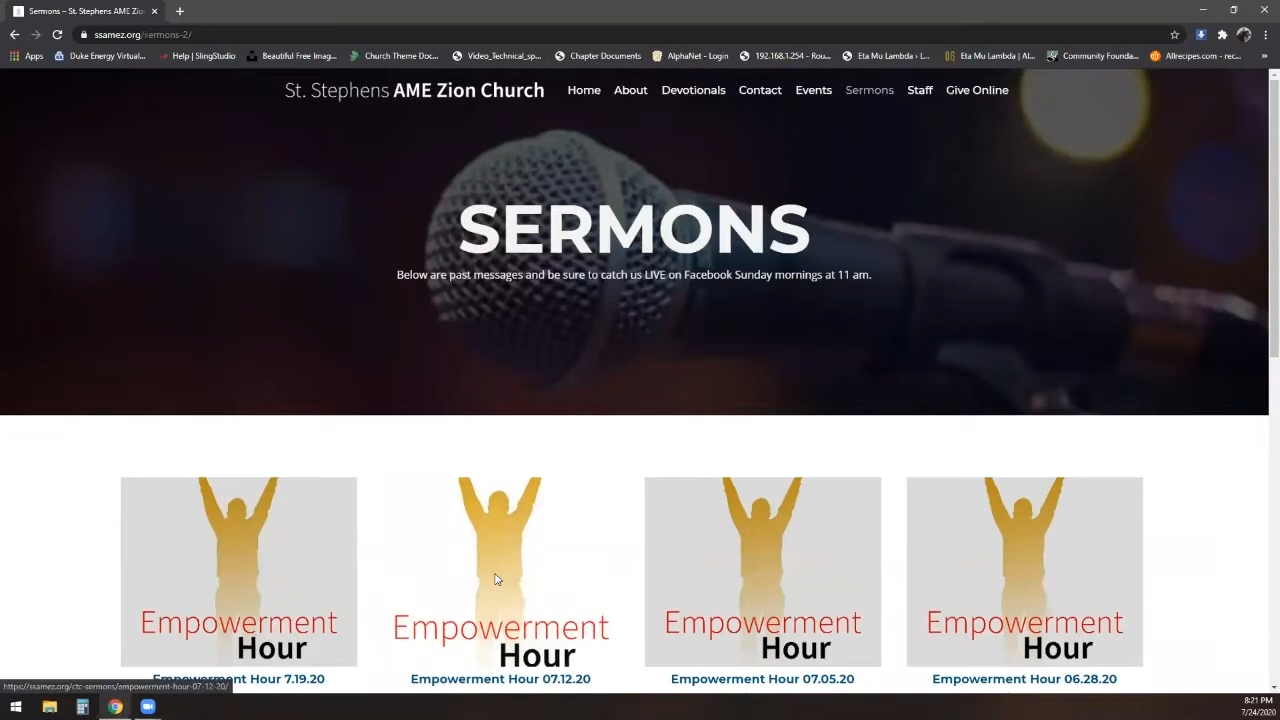 Sermons – St. Stephens AME Zio
ssamez.org/sermons-2/
Apps
Duke Energy Virtual...
Help | SlingStudio
Beautiful Free Imag...
Church Theme Doc...
Video_Technical_sp...
Chapter Documents
AlphaNet - Login
192.168.1.254 - Rou...
Eta Mu Lambda › L...
Eta Mu Lambda | Al...
Community Founda...
Allrecipes.com - rec...
»
St. Stephens AME Zion Church
Home
About
Devotionals
Contact
Events
Sermons
Staff
Give Online
SERMONS
Below are past messages and be sure to catch us LIVE on Facebook Sunday mornings at 11 am.
Empowerment
Hour
Empowerment
Hour
Empowerment
Hour
Empowerment
Hour
Empowerment Hour 7.19.20
Empowerment Hour 07.12.20
Empowerment Hour 07.05.20
Empowerment Hour 06.28.20
https://ssamez.org/ctc-sermons/empowerment-hour-07-12-20/
8:21 PM
7/24/2020